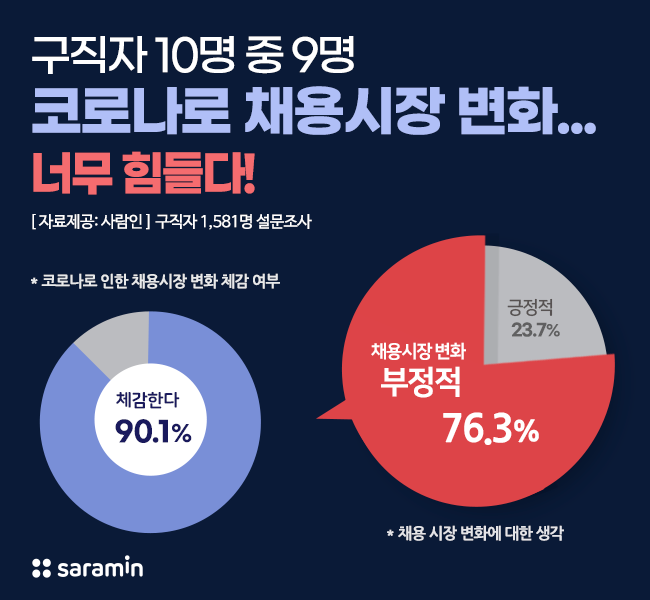 구직자 10명 중 9명
코로나로 채용시장 변화...
너무 힘들다!
[ 자료제공: 사람인 ] 구직자 1,581명 설문조사
* 코로나로 인한 채용시장 변화 체감 여부
체감한다
90.1%
긍정적
23.7%
채용시장 변화
부정적
76.3%
* 채용 시장 변화에 대한 생각
saramin